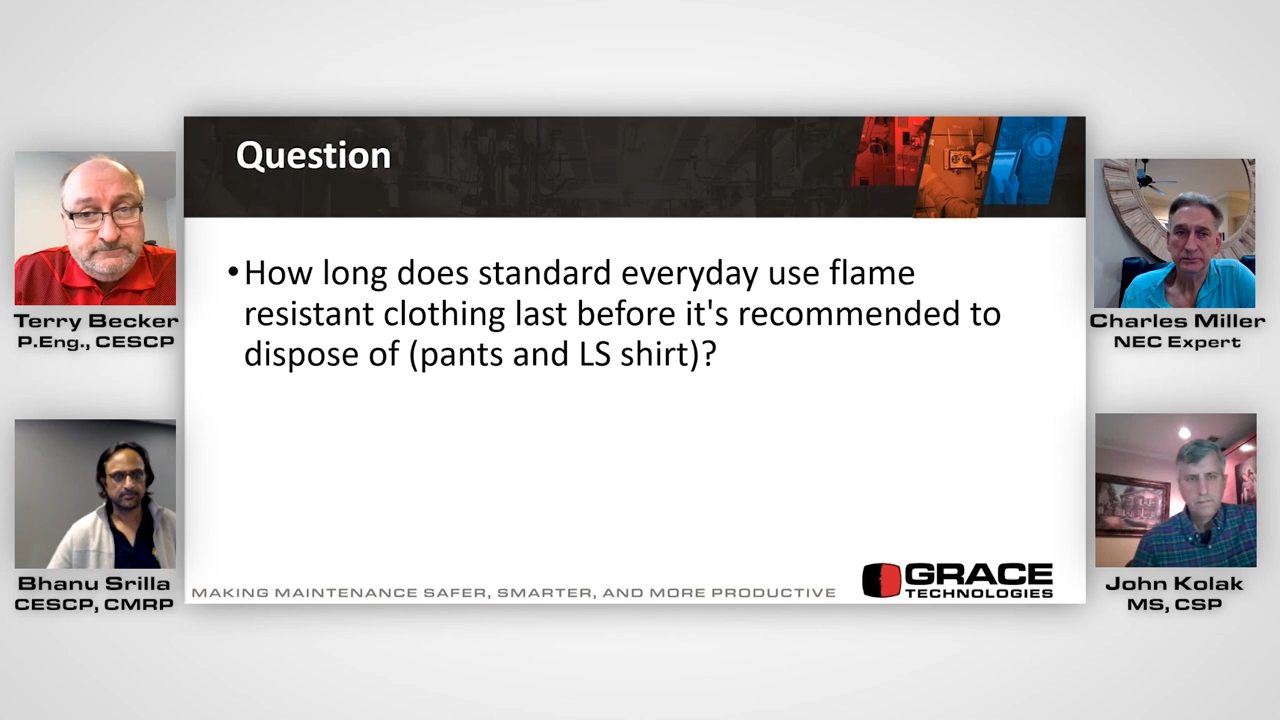 Question
•How long does standard everyday use flame
resistant clothing last before it's recommended to
dispose of (pants and LS shirt)?
Terry Becker
P.Eng., CESCP
Charles Miller
NEC Expert
Bhanu Srilla
CESCP, CMRP
John Kolak
MS, CSP
MAKING MAINTENANCE SAFER, SMARTER, AND MORE PRODUCTIVE
GRACE
TECHNOLOGIES